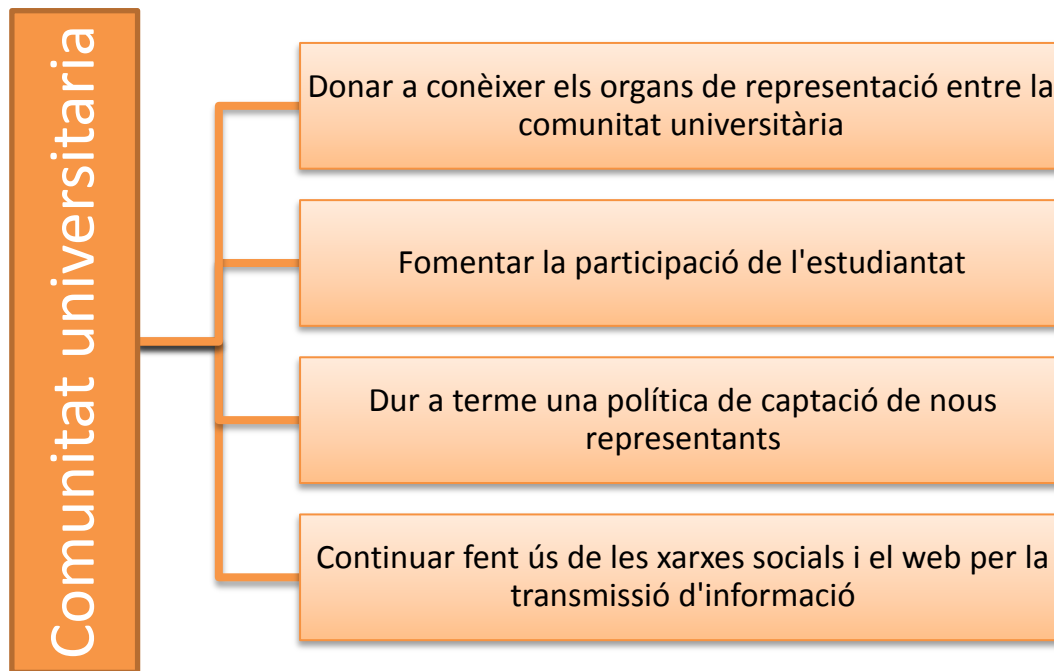 Comunitat universitaria
Donar a conèixer els organs de representació entre la
comunitat universitària
Fomentar la participació de l'estudiantat
Dur a terme una política de captació de nous
representants
Continuar fent ús de les xarxes socials i el web per la
transmissió d'informació